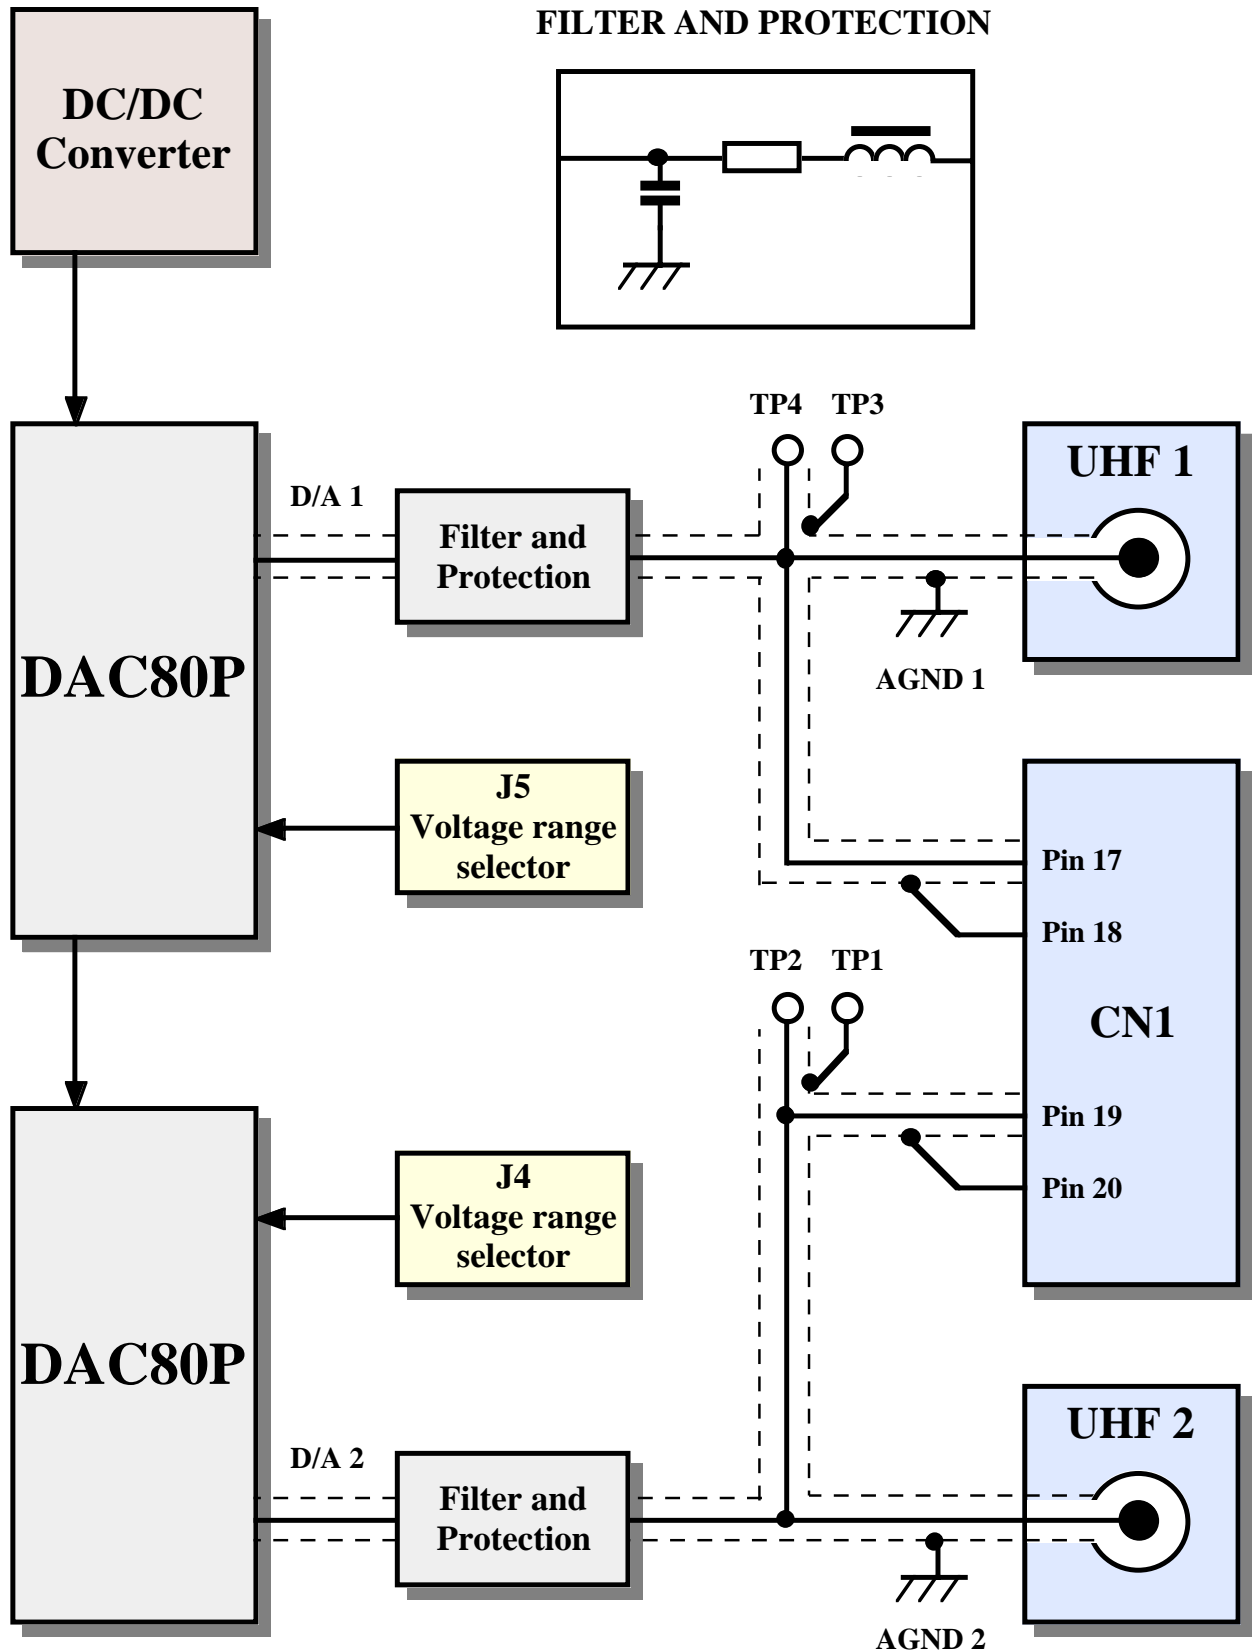 FILTER AND PROTECTION
DC/DC
Converter
TP4 TP3
UHF 1
D/A 1
Filter and
Protection
DAC80P
AGND 1
J5
Voltage range
selector
Pin 17
Pin 18
TP2 TP1
CN1
Pin 19
Pin 20
J4
Voltage range
selector
DAC80P
UHF 2
D/A 2
Filter and
Protection
AGND 2